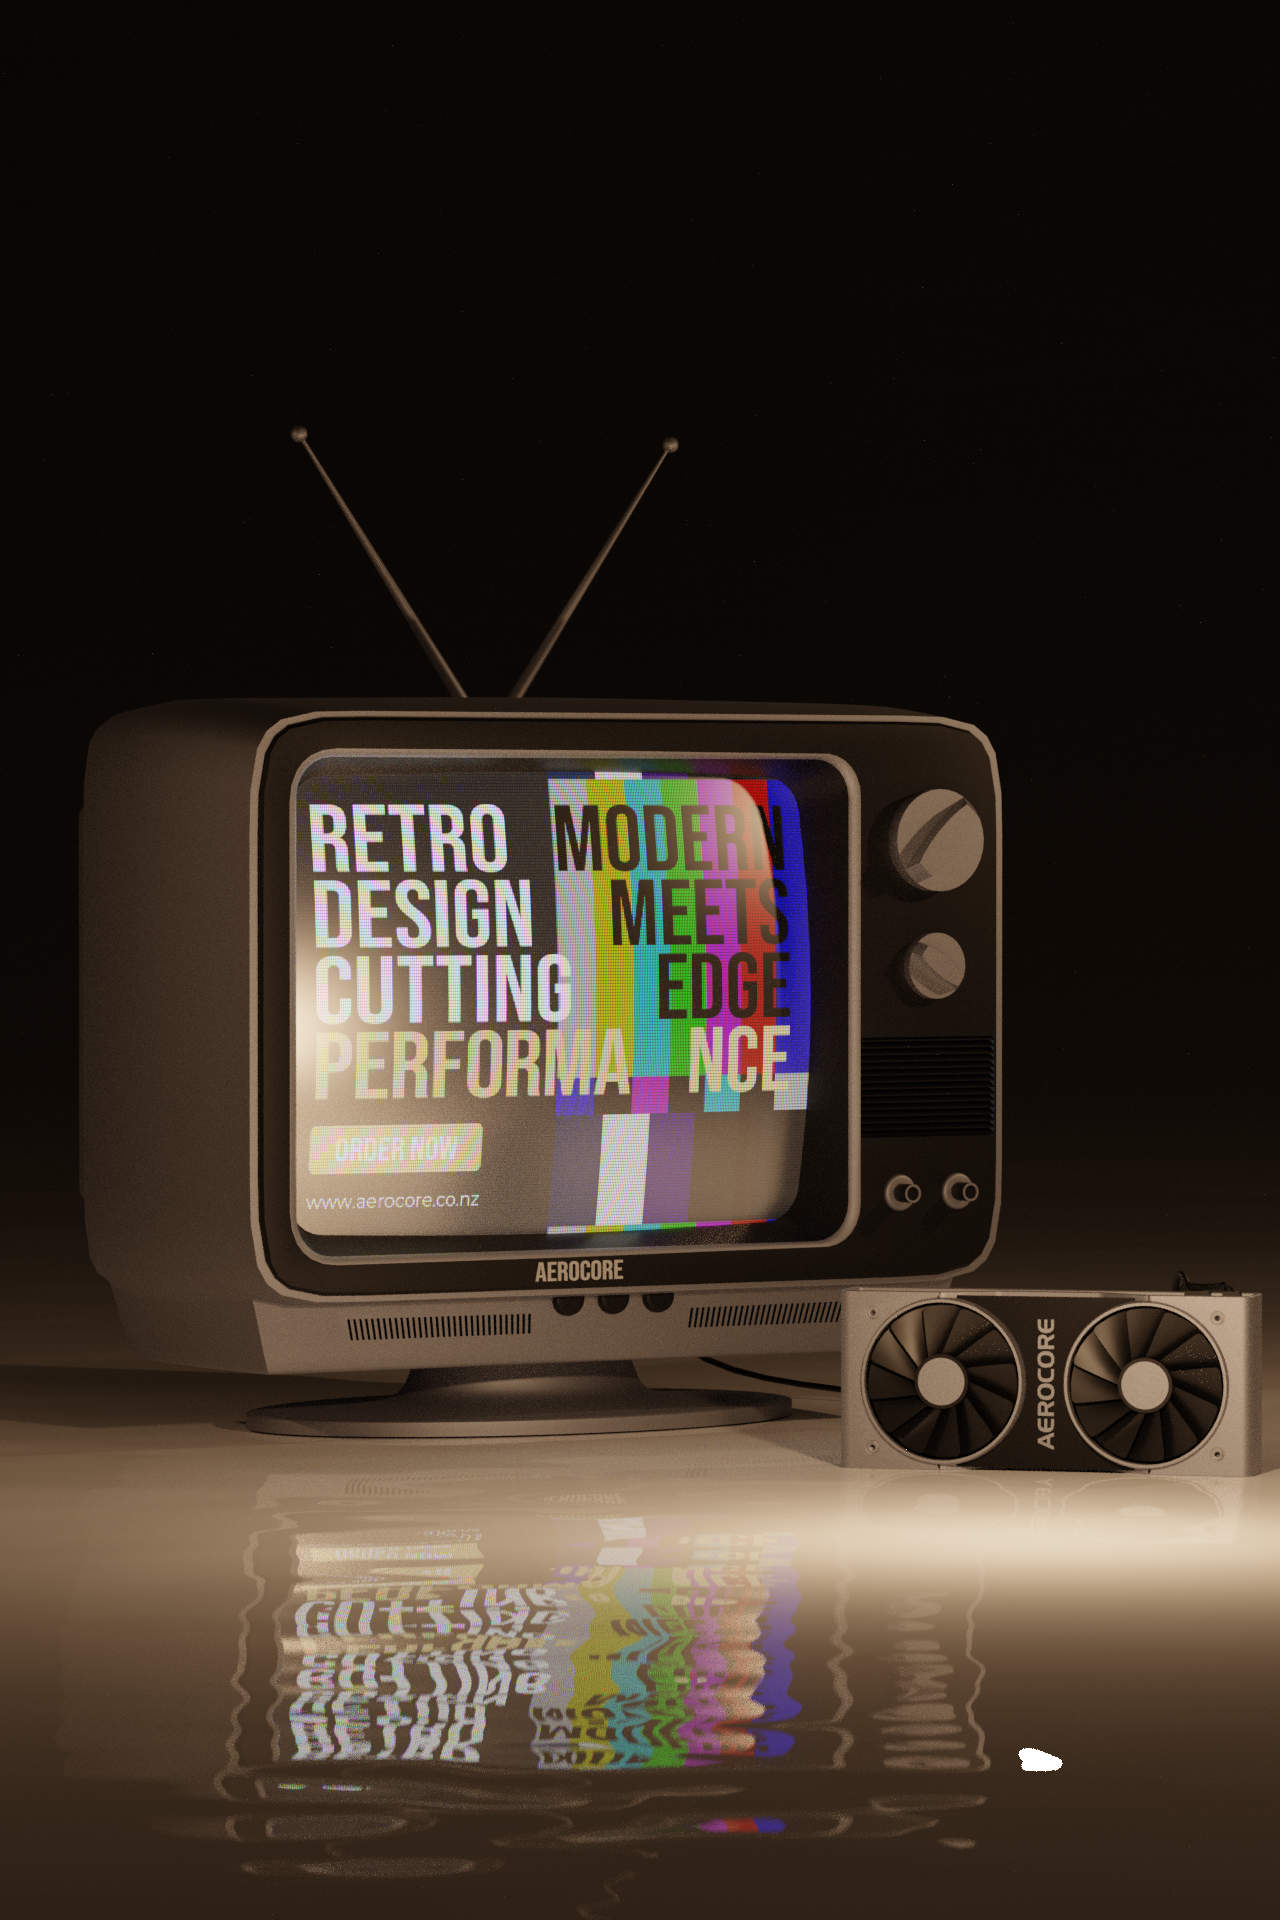 RETRO MODERN
DESIGN MEETS
CUTTING EDGE
PERFORMA NCE
ORDER NOW
www.aerocore.co.nz
AEROCORE
AEROCORE